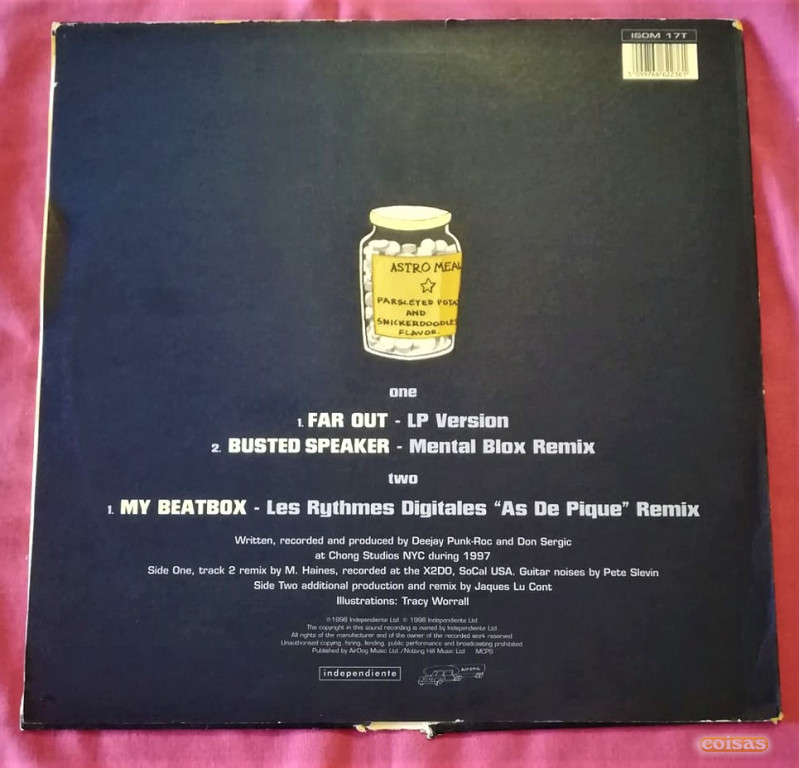 ISOM 17T
ASTRO MEAL
PARSLEYED POTA
AND
SNICKERDOODLES
FLAVOR.
one
1. FAR OUT - LP Version
2. BUSTED SPEAKER - Mental Blox Remix
two
1. MY BEATBOX - Les Rythmes Digitales “As De Pique” Remix
Written, recorded and produced by Deejay Punk-Roc and Don Sergic
at Chong Studios NYC during 1997
Side One, track 2 remix by M. Haines, recorded at the X2DO, SoCal USA. Guitar noises by Pete Slevin
Side Two additional production and remix by Jaques Lu Cont
Illustrations: Tracy Worrall
℗1998 Independiente Ltd. © 1998 Independiente Ltd
The copyright in this sound recording is owned by Independiente Ltd.
All rights of the manufacturer and of the owner of the recorded work reserved.
Unauthorised copying, hiring, lending, public performance and broadcasting prohibited
Published by AirDog Music Ltd. /Notting Hill Music Ltd MCPS
independiente
coisas